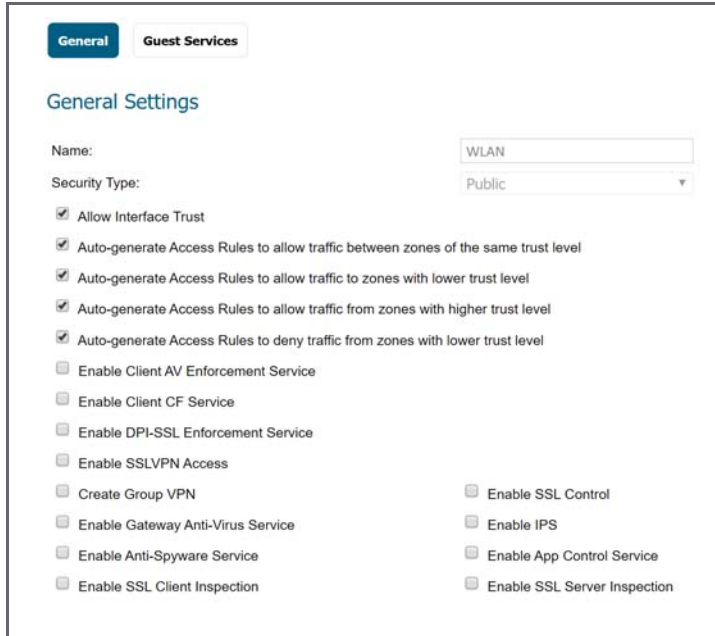 General Guest Services
General Settings
Name: WLAN
Security Type: Public
Allow Interface Trust
Auto-generate Access Rules to allow traffic between zones of the same trust level
Auto-generate Access Rules to allow traffic to zones with lower trust level
Auto-generate Access Rules to allow traffic from zones with higher trust level
Auto-generate Access Rules to deny traffic from zones with lower trust level
Enable Client AV Enforcement Service
Enable Client CF Service
Enable DPI-SSL Enforcement Service
Enable SSLVPN Access
Create Group VPN Enable SSL Control
Enable Gateway Anti-Virus Service Enable IPS
Enable Anti-Spyware Service Enable App Control Service
Enable SSL Client Inspection Enable SSL Server Inspection